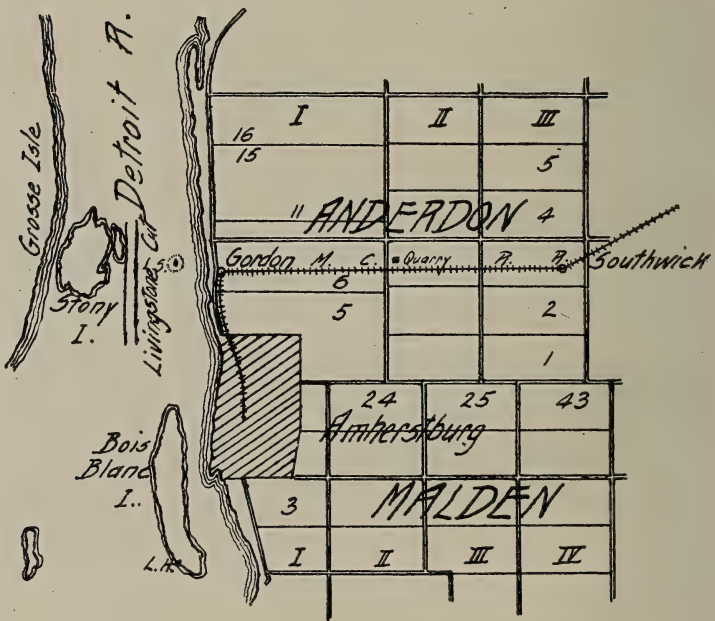 Grosse Isle
Detroit R.
Stony
I.
Livingstone Cut
L.S.
Bois
Blanc
I.
L.H.
I II III
16
15 5
11 ANDERDON 4
Gordon M. C. Quarry R. R. Southwick
6
5 2
1
24 25 43
Amherstburg
3 MALDEN
I II III IV